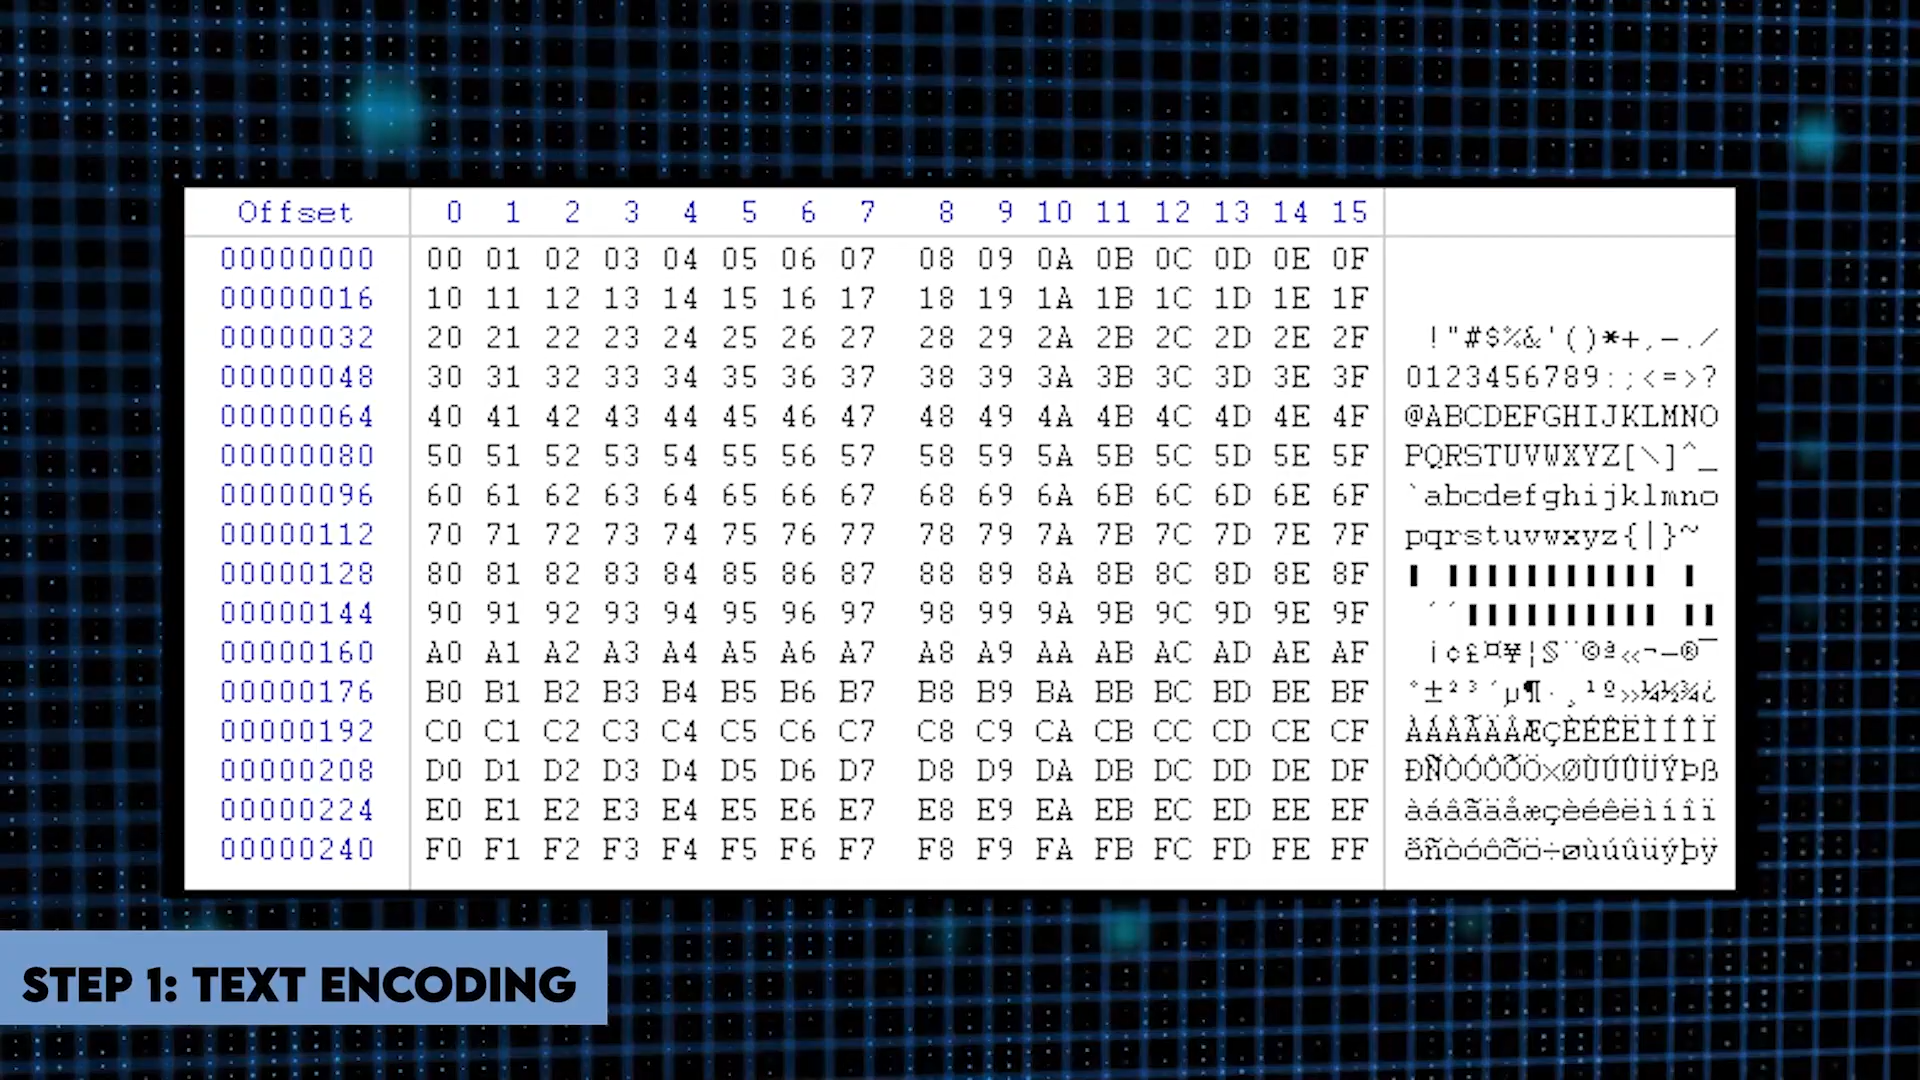 Offset 0 1 2 3 4 5 6 7 8 9 10 11 12 13 14 15
00000000 00 01 02 03 04 05 06 07 08 09 0A 0B 0C 0D 0E 0F
00000016 10 11 12 13 14 15 16 17 18 19 1A 1B 1C 1D 1E 1F
00000032 20 21 22 23 24 25 26 27 28 29 2A 2B 2C 2D 2E 2F !"#$%&'()*+,-./
00000048 30 31 32 33 34 35 36 37 38 39 3A 3B 3C 3D 3E 3F 0123456789:;<=>?
00000064 40 41 42 43 44 45 46 47 48 49 4A 4B 4C 4D 4E 4F @ABCDEFGHIJKLMNO
00000080 50 51 52 53 54 55 56 57 58 59 5A 5B 5C 5D 5E 5F PQRSTUVWXYZ[\]^_
00000096 60 61 62 63 64 65 66 67 68 69 6A 6B 6C 6D 6E 6F `abcdefghijklmno
00000112 70 71 72 73 74 75 76 77 78 79 7A 7B 7C 7D 7E 7F pqrstuvwxyz{|}~
00000128 80 81 82 83 84 85 86 87 88 89 8A 8B 8C 8D 8E 8F ▮ ▮▮▮▮▮▮▮▮▮▮▮ ▮
00000144 90 91 92 93 94 95 96 97 98 99 9A 9B 9C 9D 9E 9F ´´▮▮▮▮▮▮▮▮▮▮ ▮▮
00000160 A0 A1 A2 A3 A4 A5 A6 A7 A8 A9 AA AB AC AD AE AF ¡¢£¤¥¦§¨©ª«¬-®¯
00000176 B0 B1 B2 B3 B4 B5 B6 B7 B8 B9 BA BB BC BD BE BF °±²³´µ¶·¸¹º»¼½¾¿
00000192 C0 C1 C2 C3 C4 C5 C6 C7 C8 C9 CA CB CC CD CE CF ÀÁÂÃÄÅÆÇÈÉÊËÌÍÎÏ
00000208 D0 D1 D2 D3 D4 D5 D6 D7 D8 D9 DA DB DC DD DE DF ÐÑÒÓÔÕÖ×ØÙÚÛÜÝÞß
00000224 E0 E1 E2 E3 E4 E5 E6 E7 E8 E9 EA EB EC ED EE EF àáâãäåæçèéêëìíîï
00000240 F0 F1 F2 F3 F4 F5 F6 F7 F8 F9 FA FB FC FD FE FF ðñòóôõö÷øùúûüýþÿ
STEP 1: TEXT ENCODING